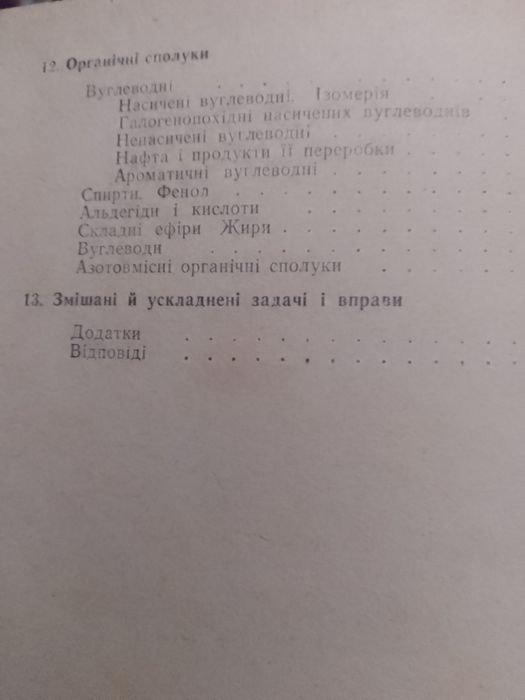 12. Органічні сполуки
Вуглеводні . . . . . . .
Насичені вуглеводні. Ізомерія . . . .
Галогенопохідні насичених вуглеводнів . .
Ненасичені вуглеводні . . . . .
Нафта і продукти її переробки . . . .
Ароматичні вуглеводні . . . . . .
Спирти. Фенол . . . . . . . . .
Альдегіди і кислоти . . . . . . .
Складні ефіри Жири . . . . . . . .
Вуглеводи . . . . . . . . . .
Азотовмісні органічні сполуки . . . . .
13. Змішані й ускладнені задачі і вправи
Додатки . . . . . . . . . . .
Відповіді . . . . . . . . . . .